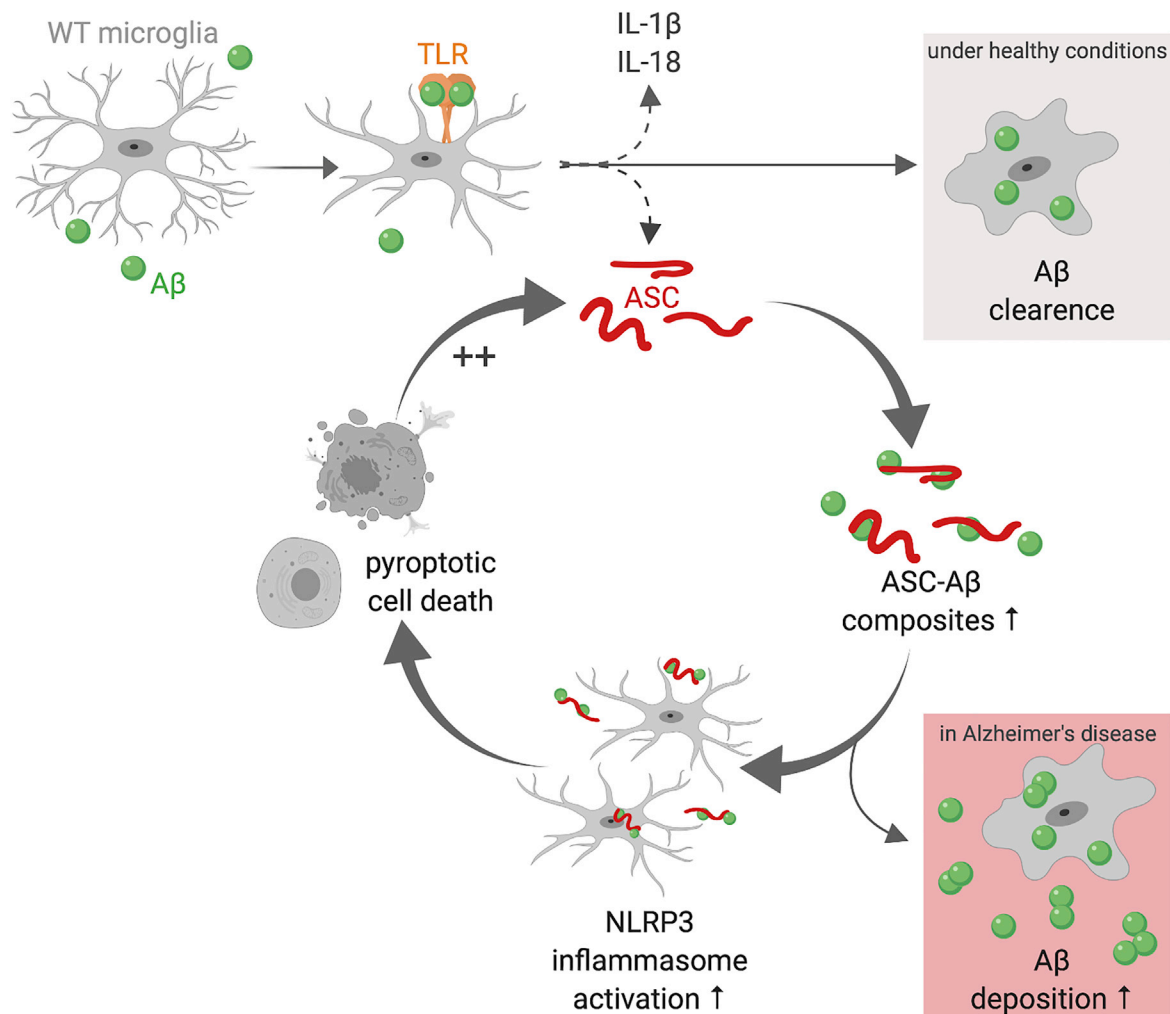 WT microglia
Aβ
TLR
IL-1β
IL-18
under healthy conditions
Aβ
clearence
ASC
++
ASC-Aβ
composites ↑
pyroptotic
cell death
NLRP3
inflammasome
activation ↑
in Alzheimer's disease
Aβ
deposition ↑